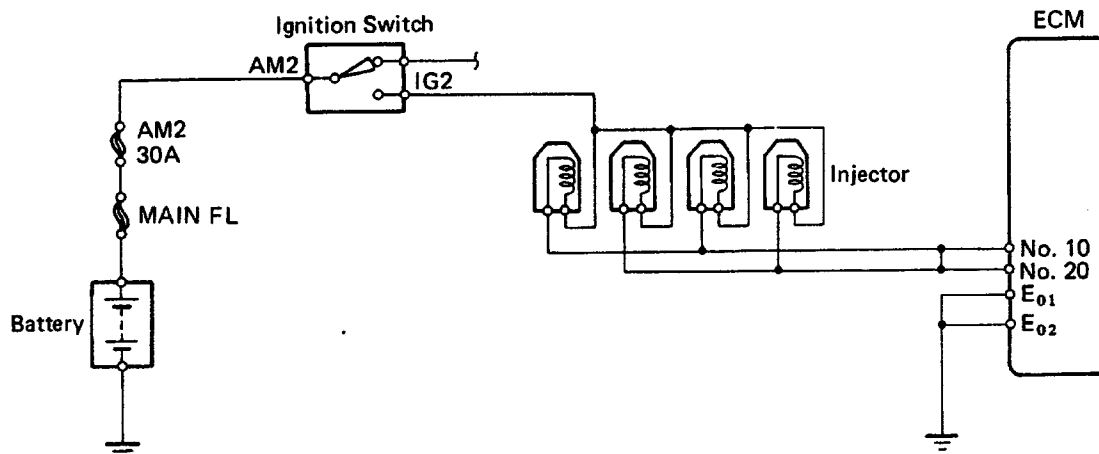 Ignition Switch
ECM
AM2
IG2
AM2
30A
MAIN FL
Injector
No. 10
No. 20
E₀₁
E₀₂
Battery